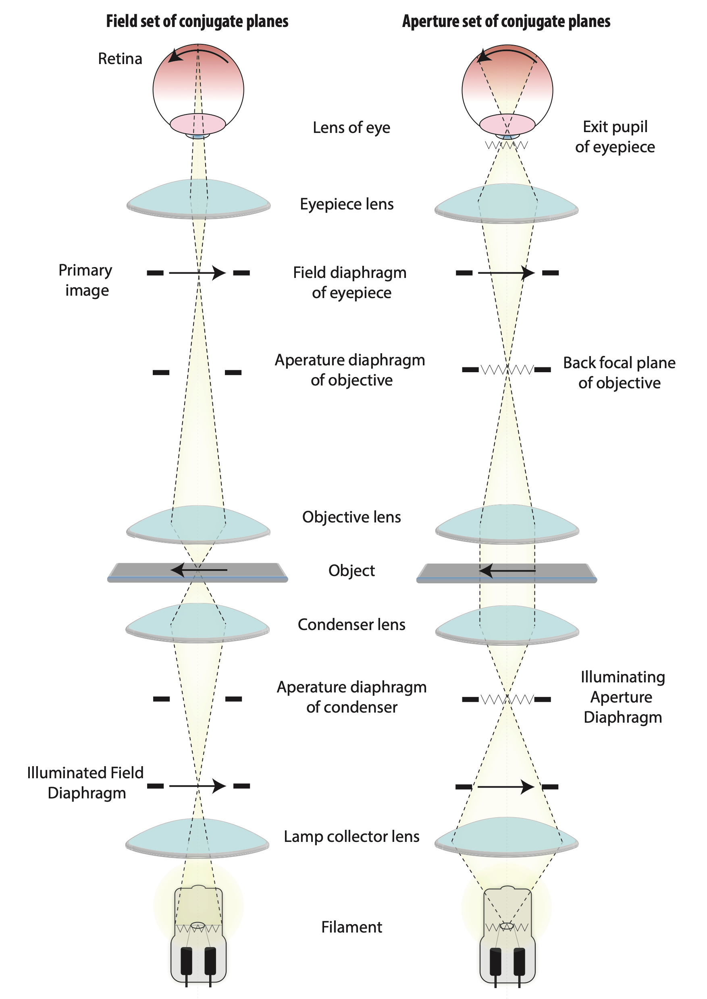 Field set of conjugate planes
Aperture set of conjugate planes
Retina
Lens of eye
Exit pupil
of eyepiece
Eyepiece lens
Primary
image
Field diaphragm
of eyepiece
Aperature diaphragm
of objective
Back focal plane
of objective
Objective lens
Object
Condenser lens
Aperature diaphragm
of condenser
Illuminating
Aperture
Diaphragm
Illuminated Field
Diaphragm
Lamp collector lens
Filament